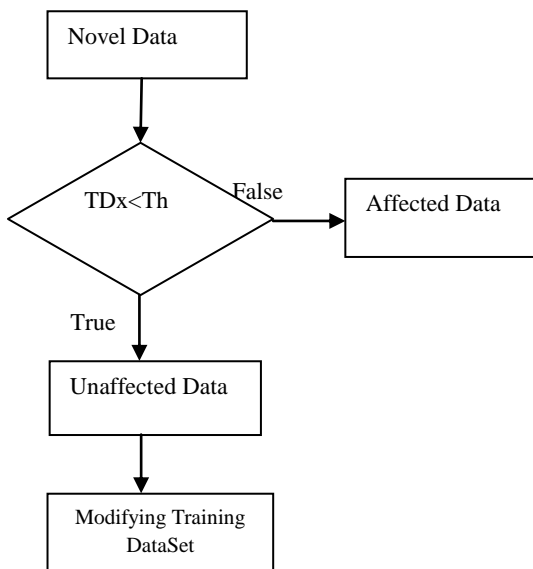 Novel Data
TDx<Th
False
Affected Data
True
Unaffected Data
Modifying Training
DataSet